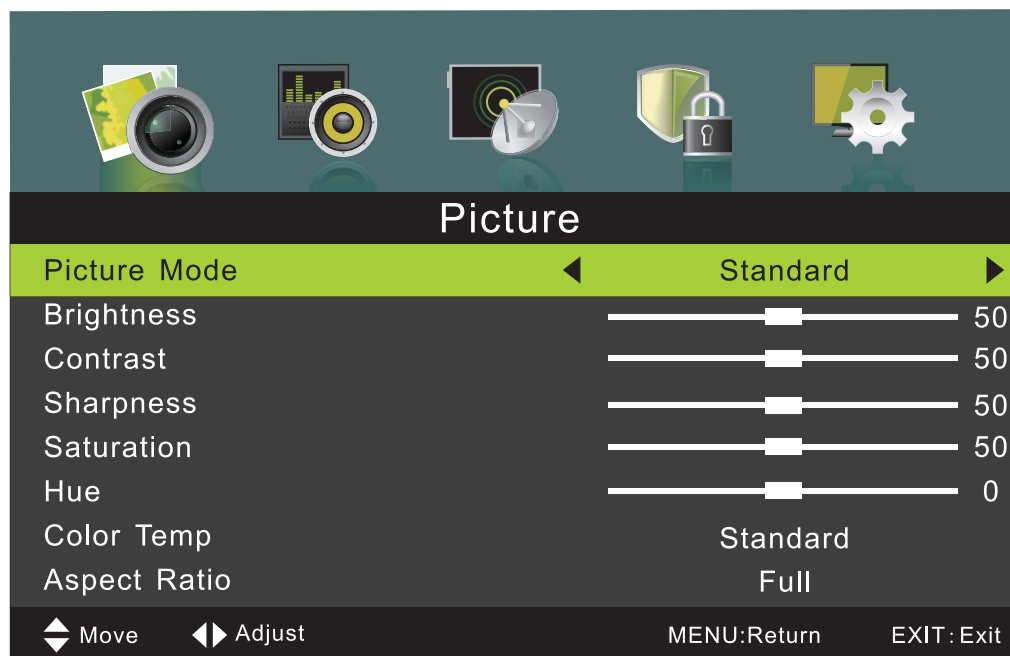 Picture
Picture Mode Standard
Brightness 50
Contrast 50
Sharpness 50
Saturation 50
Hue 0
Color Temp Standard
Aspect Ratio Full
Move Adjust MENU:Return EXIT:Exit